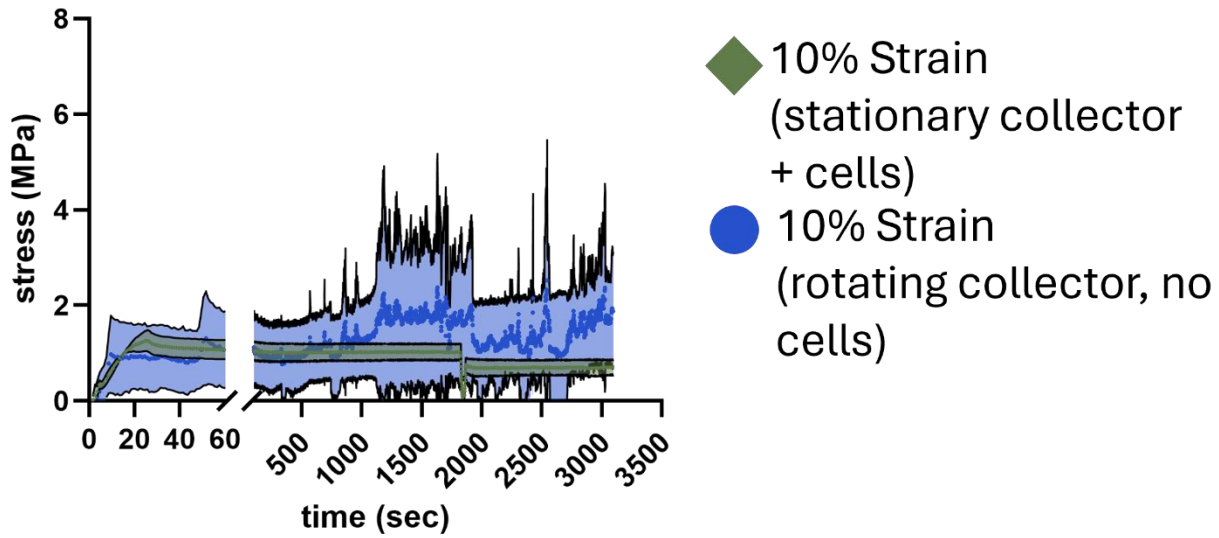 8
6
4
2
0
stress (MPa)
0 20 40 60 500 1000 1500 2000 2500 3000 3500
time (sec)
10% Strain
(stationary collector
+ cells)
10% Strain
(rotating collector, no
cells)